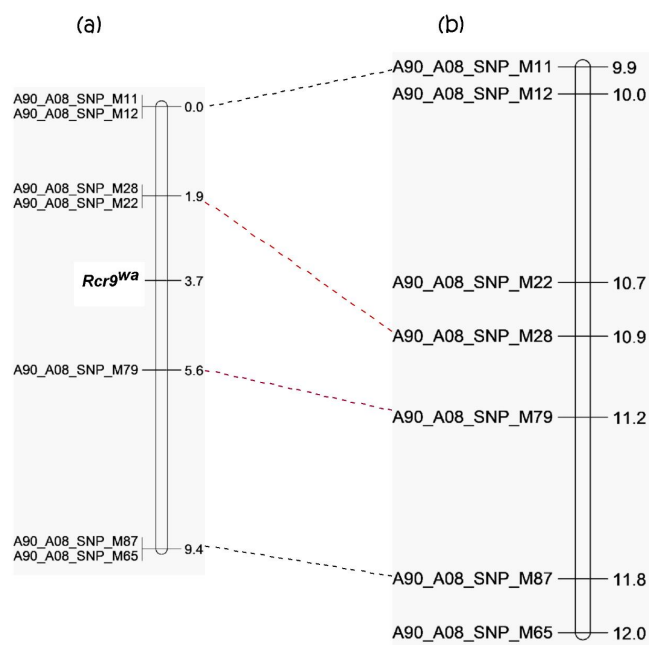 (a)
A90_A08_SNP_M11
A90_A08_SNP_M12
0.0
A90_A08_SNP_M28
A90_A08_SNP_M22
1.9
Rcr9wa
3.7
A90_A08_SNP_M79
5.6
A90_A08_SNP_M87
A90_A08_SNP_M65
9.4
(b)
A90_A08_SNP_M11 9.9
A90_A08_SNP_M12 10.0
A90_A08_SNP_M22 10.7
A90_A08_SNP_M28 10.9
A90_A08_SNP_M79 11.2
A90_A08_SNP_M87 11.8
A90_A08_SNP_M65 12.0